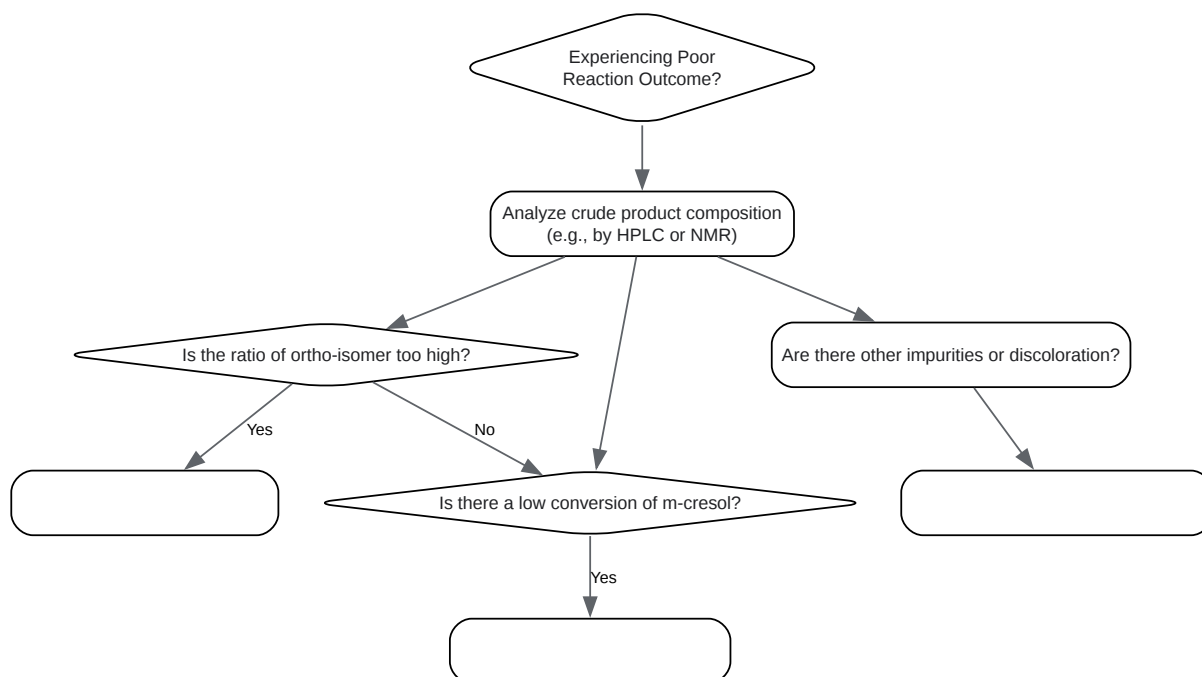 Experiencing Poor
Reaction Outcome?
Analyze crude product composition
(e.g., by HPLC or NMR)
Is the ratio of ortho-isomer too high?
Are there other impurities or discoloration?
Yes
No
Is there a low conversion of m-cresol?
Yes